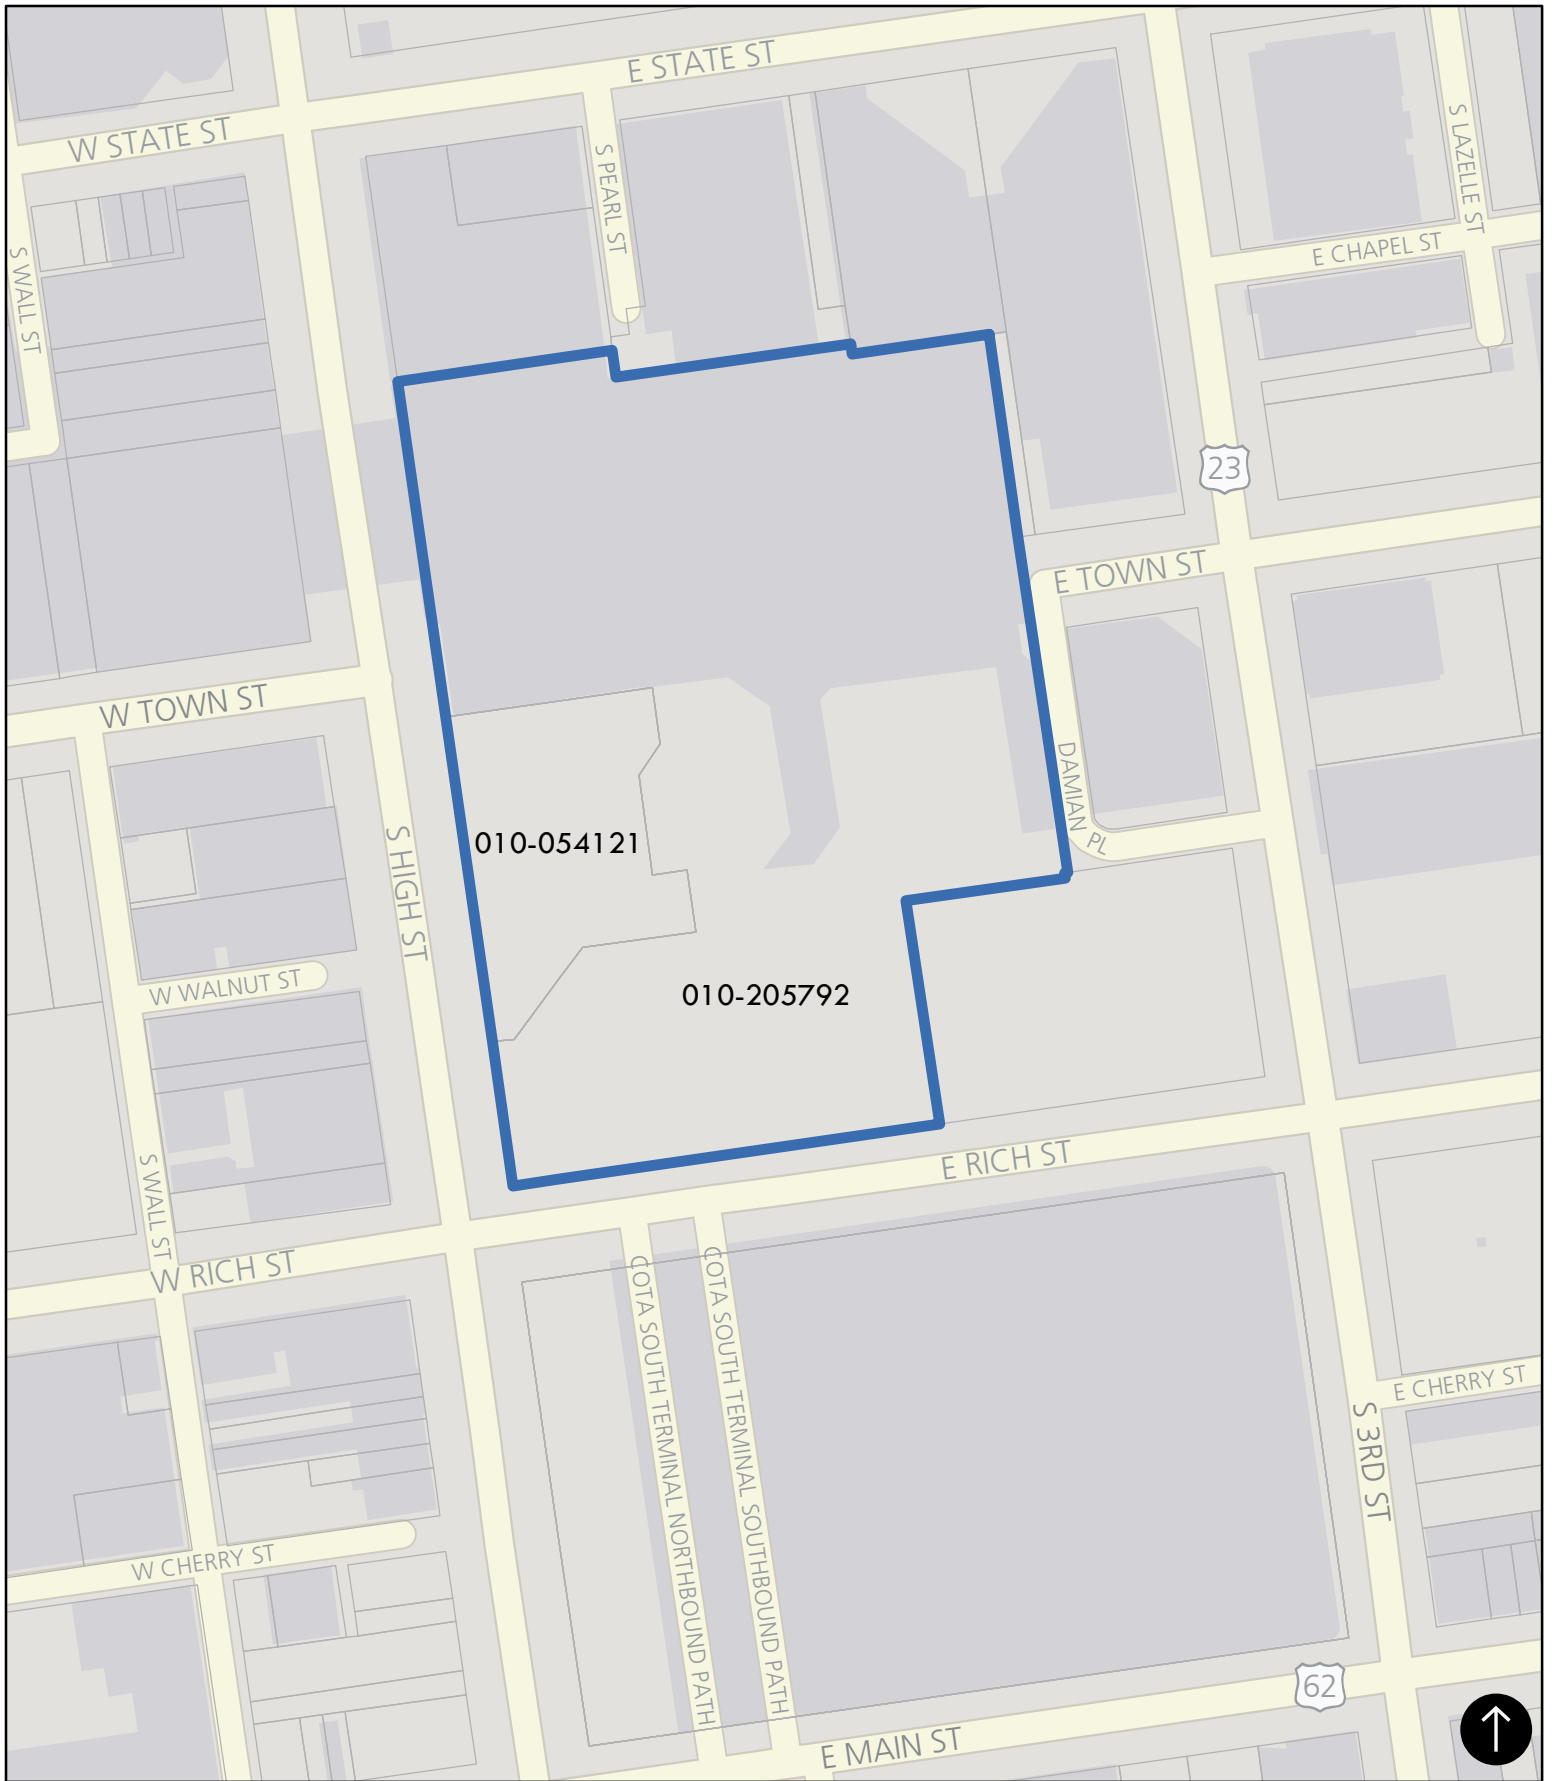 E STATE ST
W STATE ST
S PEARL ST
S LAZELLE ST
E CHAPEL ST
S WALL ST
23
E TOWN ST
W TOWN ST
DAMIAN PL
S HIGH ST
010-054121
W WALNUT ST
010-205792
E RICH ST
S WALL ST
W RICH ST
COTA SOUTH TERMINAL NORTHBOUND PATH
COTA SOUTH TERMINAL SOUTHBOUND PATH
E CHERRY ST
S 3RD ST
W CHERRY ST
62
E MAIN ST